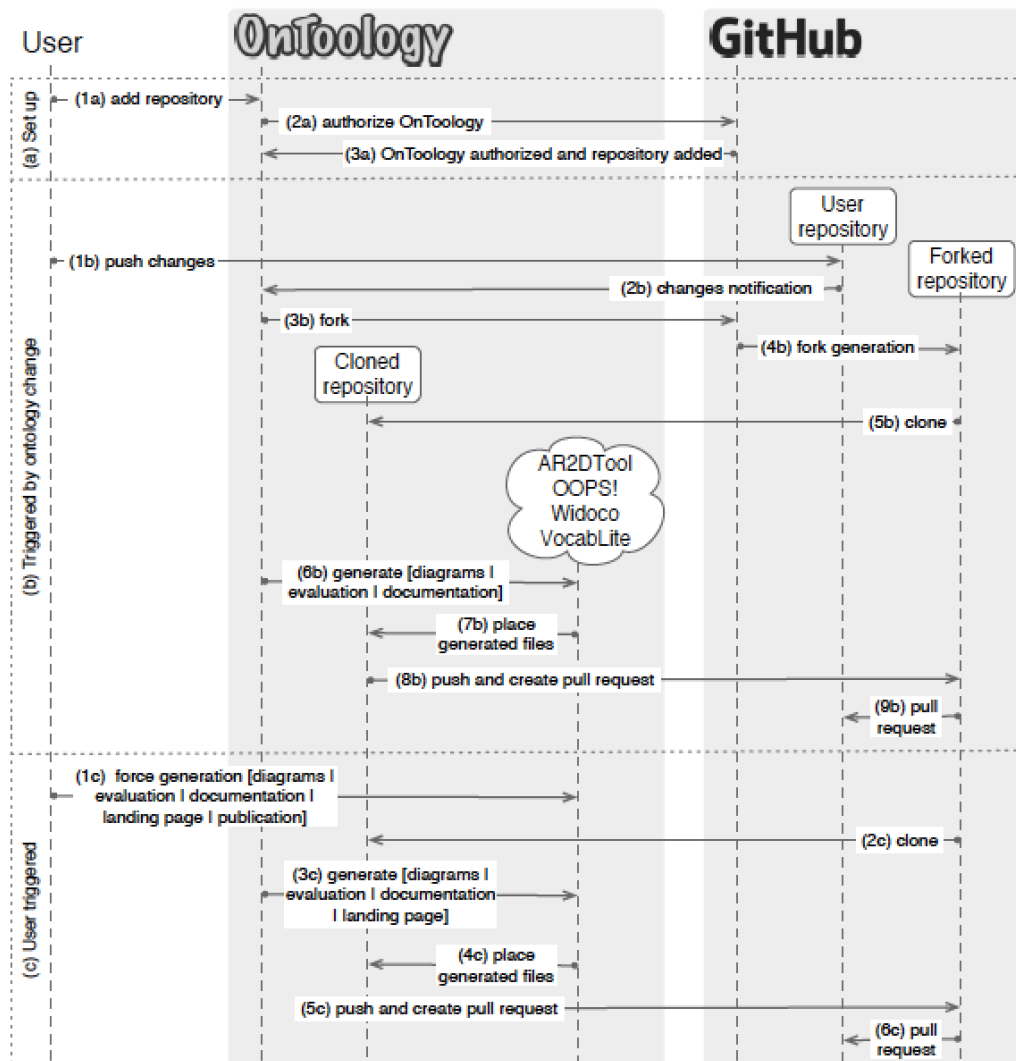 User
OnToology
GitHub
(a) Set up
(1a) add repository
(2a) authorize OnToology
(3a) OnToology authorized and repository added
(b) Triggered by ontology change
User
repository
Forked
repository
(1b) push changes
(2b) changes notification
(3b) fork
(4b) fork generation
Cloned
repository
(5b) clone
AR2DTool
OOPS!
Widoco
VocabLite
(6b) generate [diagrams |
evaluation | documentation]
(7b) place
generated files
(8b) push and create pull request
(9b) pull
request
(c) User triggered
(1c) force generation [diagrams |
evaluation | documentation |
landing page | publication]
(2c) clone
(3c) generate [diagrams |
evaluation | documentation
| landing page]
(4c) place
generated files
(5c) push and create pull request
(6c) pull
request